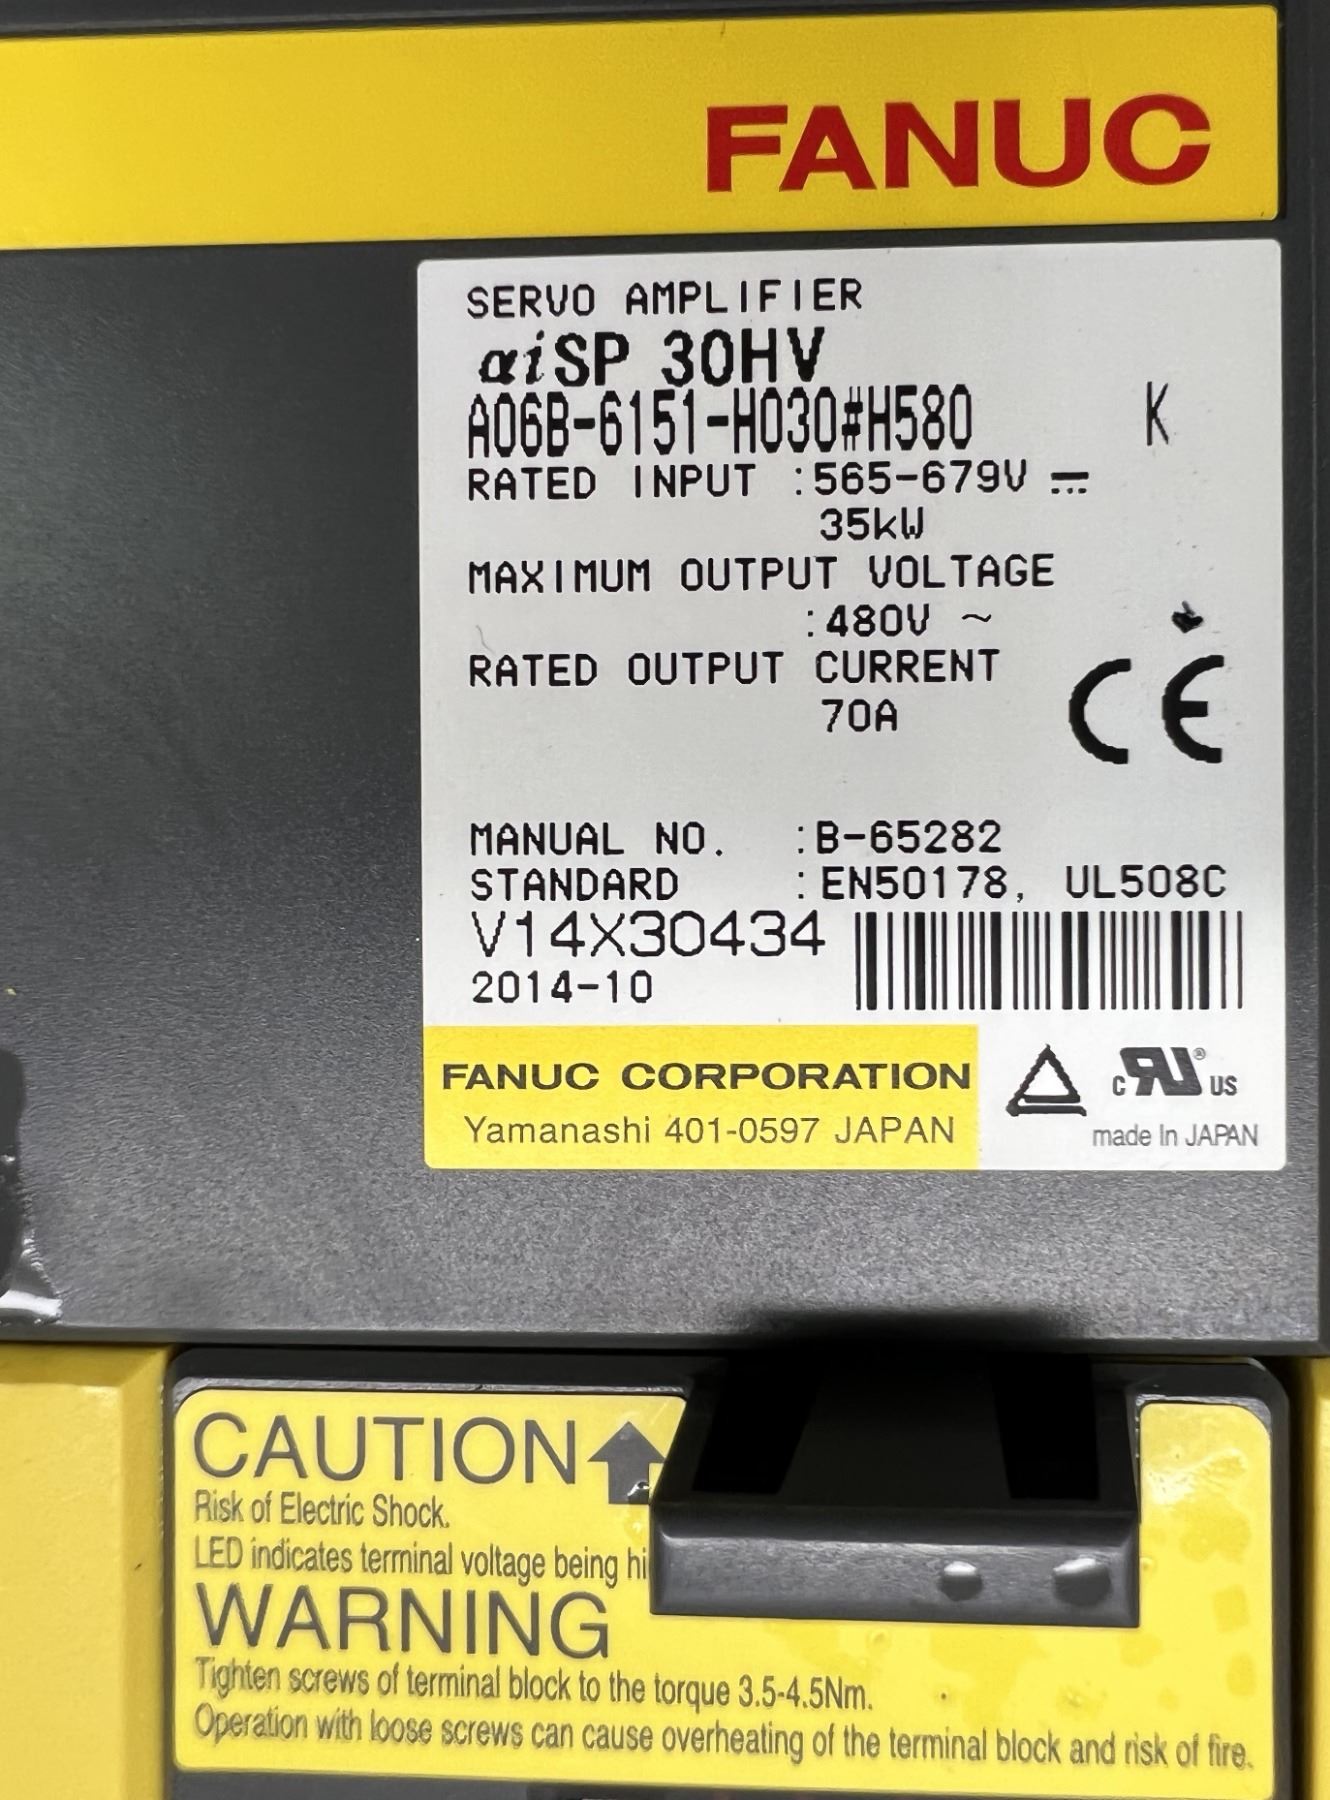 FANUC
SERVO AMPLIFIER
αiSP 30HV
A06B-6151-H030#H580 K
RATED INPUT :565-679V ⎓
35kW
MAXIMUM OUTPUT VOLTAGE
:480V ~
RATED OUTPUT CURRENT
70A
CE
MANUAL NO. :B-65282
STANDARD :EN50178, UL508C
V14X30434
2014-10
FANUC CORPORATION
Yamanashi 401-0597 JAPAN
c RU ® US
made in JAPAN
CAUTION
Risk of Electric Shock.
LED indicates terminal voltage being hi
WARNING
Tighten screws of terminal block to the torque 3.5-4.5Nm.
Operation with loose screws can cause overheating of the terminal block and risk of fire.